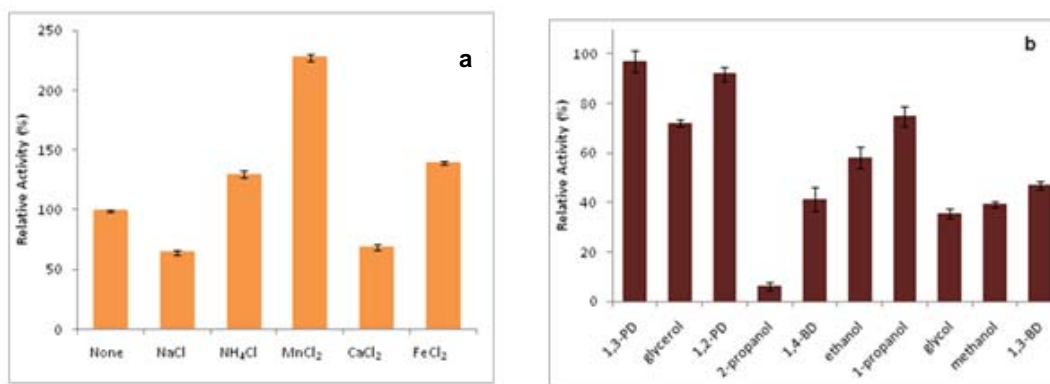 a
250
200
150
100
50
0
Relative Activity (%)
None NaCl NH₄Cl MnCl₂ CaCl₂ FeCl₂
b
100
80
60
40
20
0
Relative Activity (%)
1,3-PD glycerol 1,2-PD 2-propanol 1,4-BD ethanol 1-propanol glycol methanol 1,3-BD